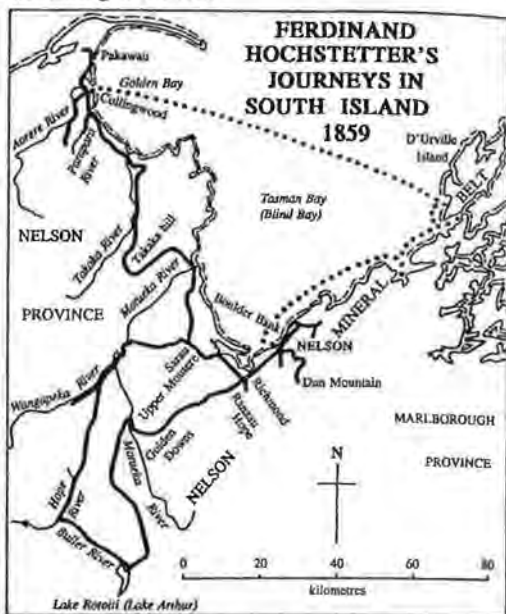 FERDINAND
HOCHSTETTER'S
JOURNEYS IN
SOUTH ISLAND
1859
Pakawau
Golden Bay
Collingwood
Aorere River
Parapara
River
D'Urville
Island
BELT
Tasman Bay
(Blind Bay)
NELSON
Takaka River
Takaka hill
Motueka River
PROVINCE
Boulder Bank
MINERAL
NELSON
Dun Mountain
Sarau
Upper Moutere
Richmond
Hope
Wangapeka River
Golden
Downs
NELSON
MARLBOROUGH
PROVINCE
Motueka
River
N
Hope
River
Buller River
0 20 40 60 80
kilometres
Lake Rotoiti (Lake Arthur)